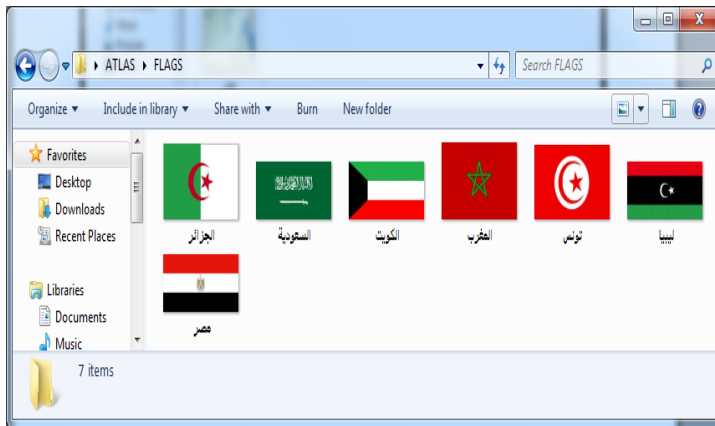 ATLAS FLAGS
Search FLAGS
Organize Include in library Share with Burn New folder
Favorites
Desktop
Downloads
Recent Places
Libraries
Documents
Music
الجزائر السعودية الكويت المغرب تونس ليبيا
مصر
7 items